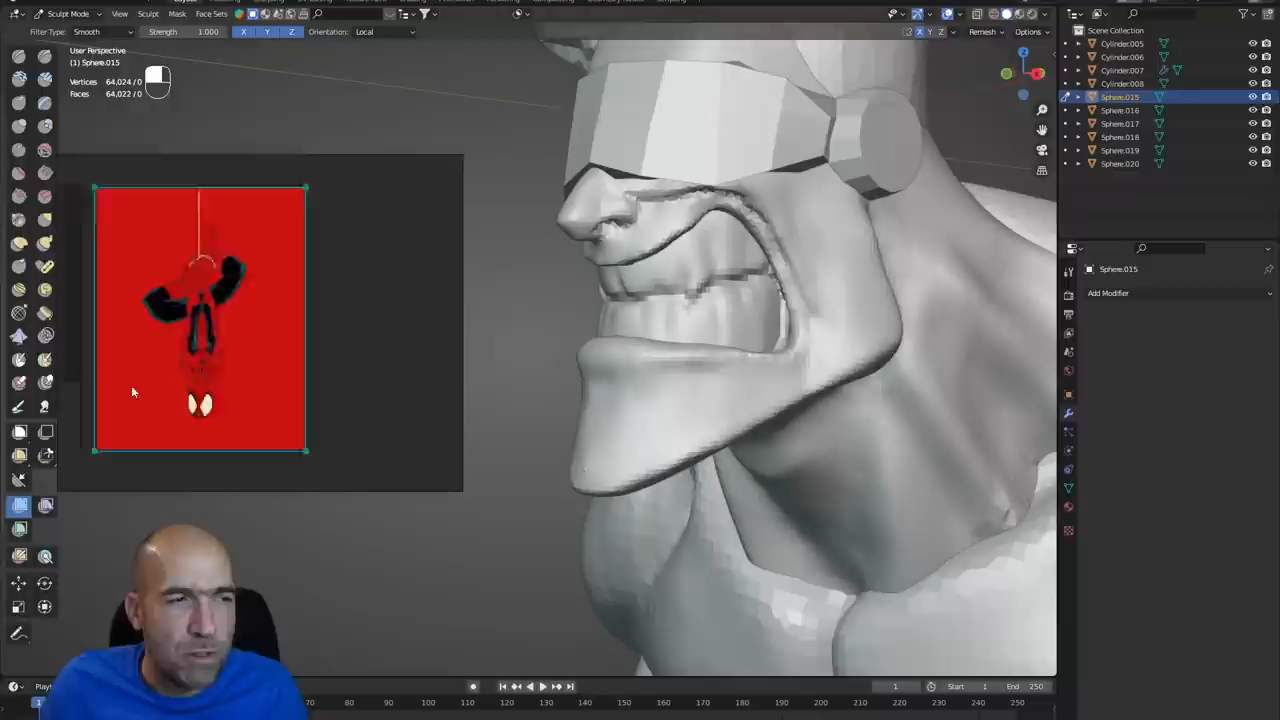 Sculpt Mode View Sculpt Mask Face Sets
Filter Type: Smooth Strength 1.000 X Y Z Orientation: Local X Y Z Remesh Options
User Perspective
(1) Sphere.015
Vertices 64,024 / 0
Faces 64,022 / 0
Scene Collection
Cylinder.005
Cylinder.006
Cylinder.007
Cylinder.008
Sphere.015
Sphere.016
Sphere.017
Sphere.018
Sphere.019
Sphere.020
Sphere.015
Add Modifier
1 Start 1 End 250
70 80 90 100 110 120 130 140 150 160 170 180 190 200 210 220 230 240 250